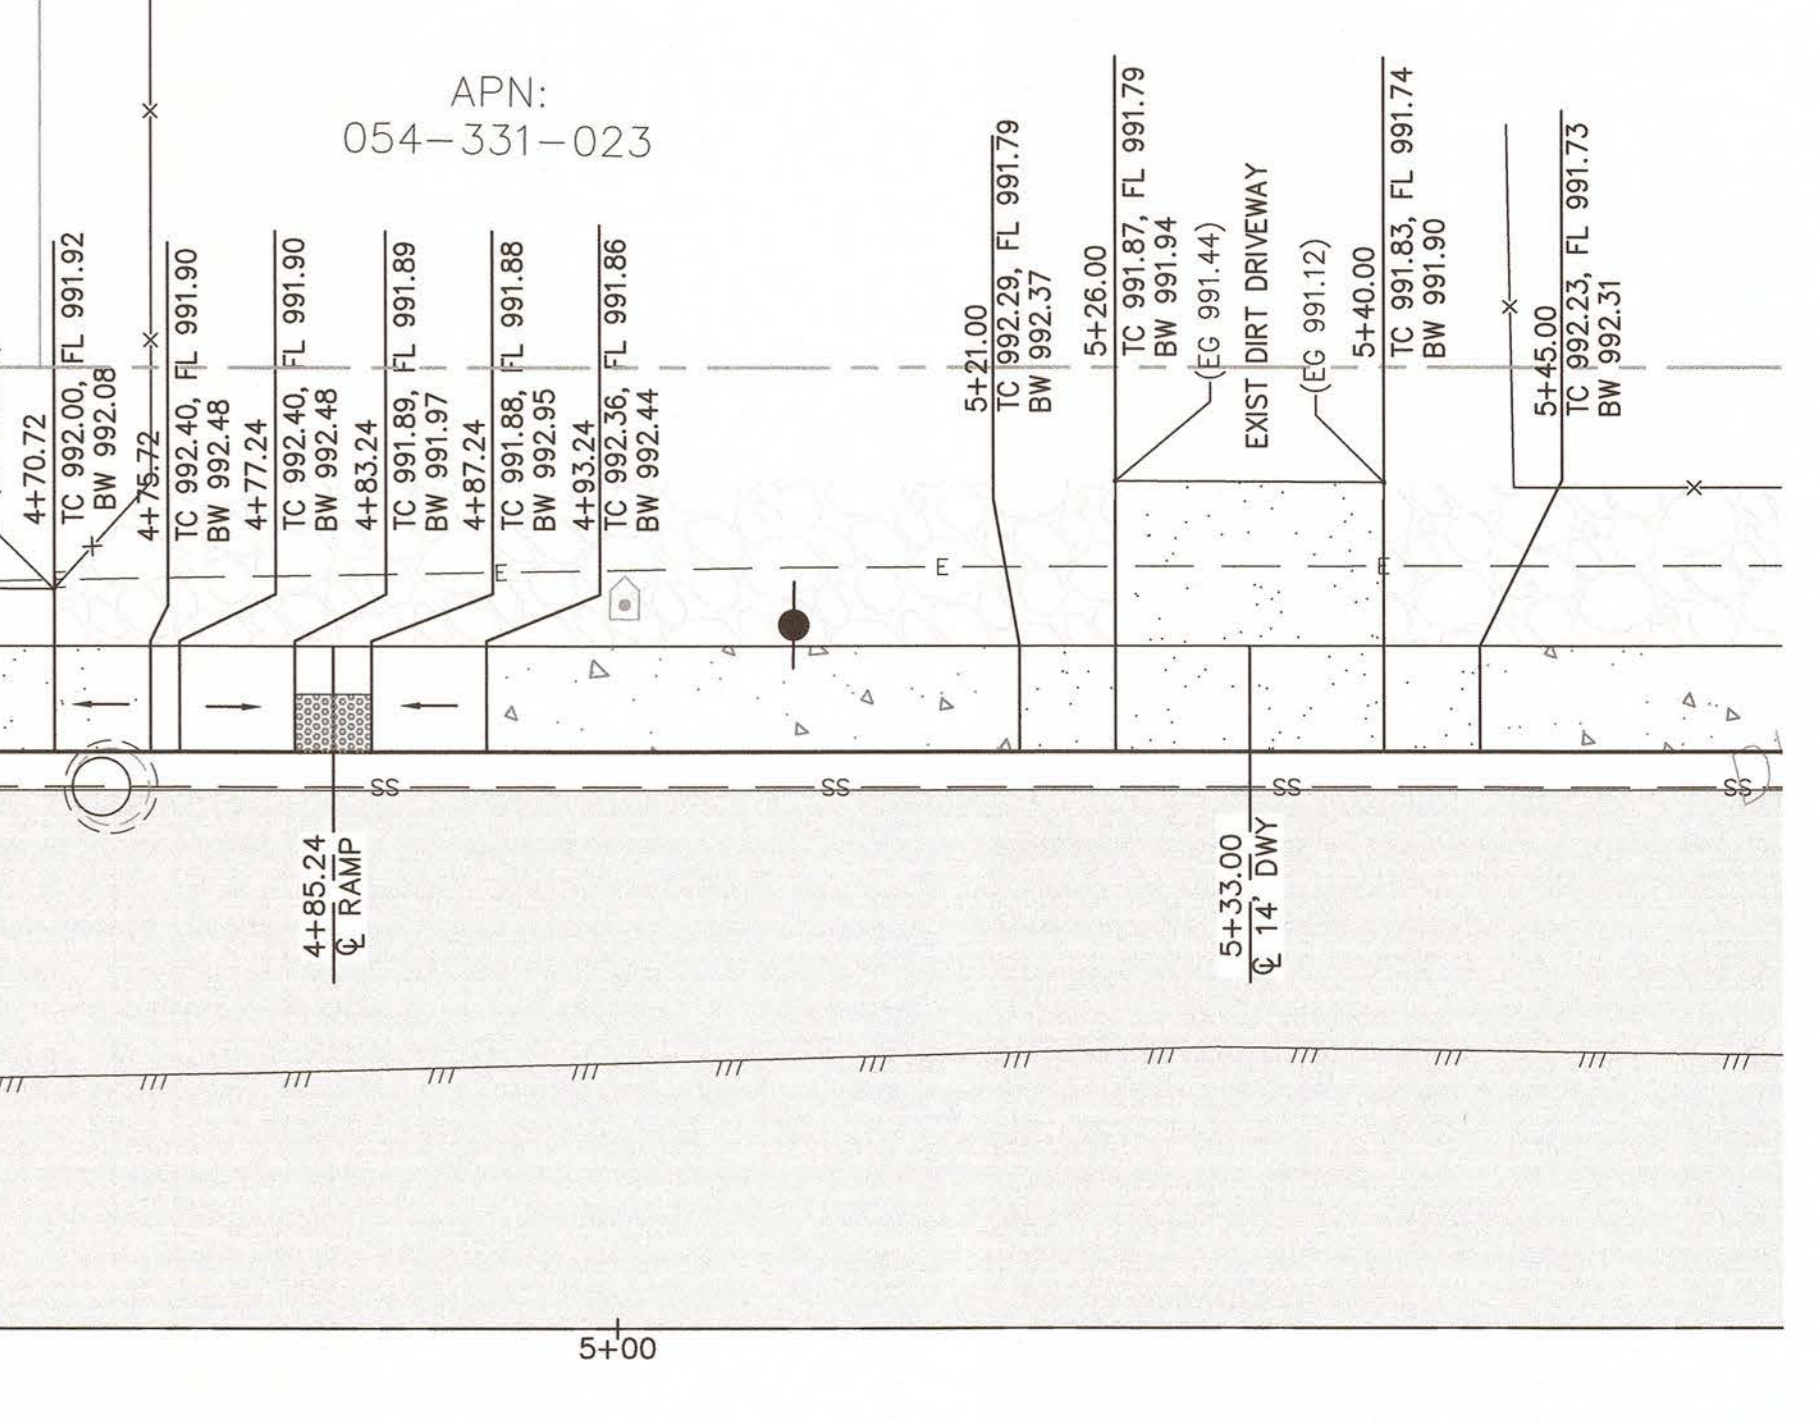 APN:
054-331-023
4+70.72
TC 992.00, FL 991.92
BW 992.08
4+75.72
TC 992.40, FL 991.90
BW 992.48
4+77.24
TC 992.40, FL 991.90
BW 992.48
4+83.24
TC 991.89, FL 991.89
BW 991.97
4+87.24
TC 991.88, FL 991.88
BW 992.95
4+93.24
TC 992.36, FL 991.86
BW 992.44
5+21.00
TC 992.29, FL 991.79
BW 992.37
5+26.00
TC 991.87, FL 991.79
BW 991.94
(EG 991.44)
EXIST DIRT DRIVEWAY
(EG 991.12)
5+40.00
TC 991.83, FL 991.74
BW 991.90
5+45.00
TC 992.23, FL 991.73
BW 992.31
E
E
E
E
SS
SS
SS
SS
4+85.24
℄ RAMP
5+33.00
℄ 14' DWY
5+00